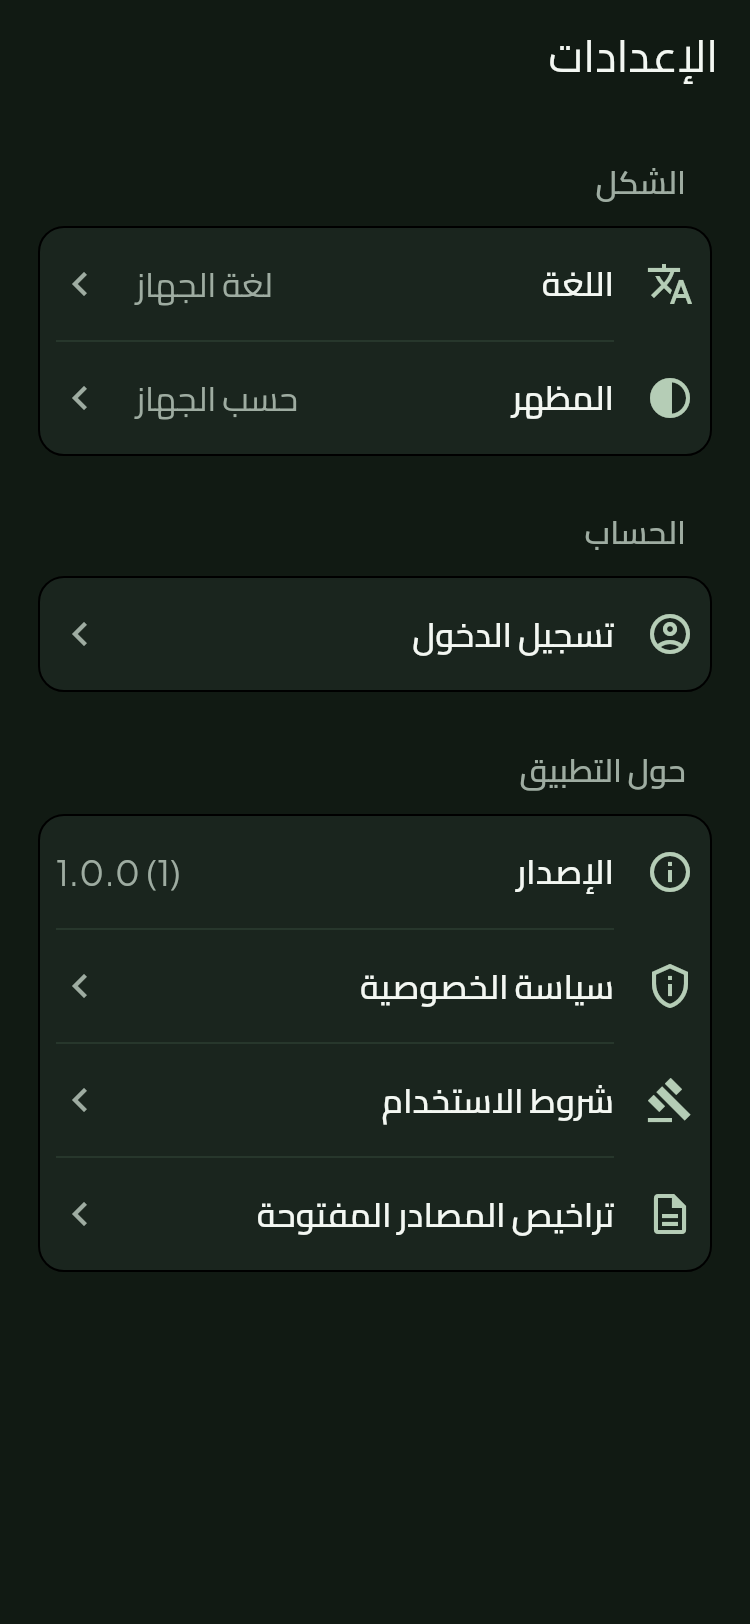 الإعدادات
الشكل
اللغة لغة الجهاز
المظهر حسب الجهاز
الحساب
تسجيل الدخول
حول التطبيق
الإصدار 1.0.0 (1)
سياسة الخصوصية
شروط الاستخدام
تراخيص المصادر المفتوحة